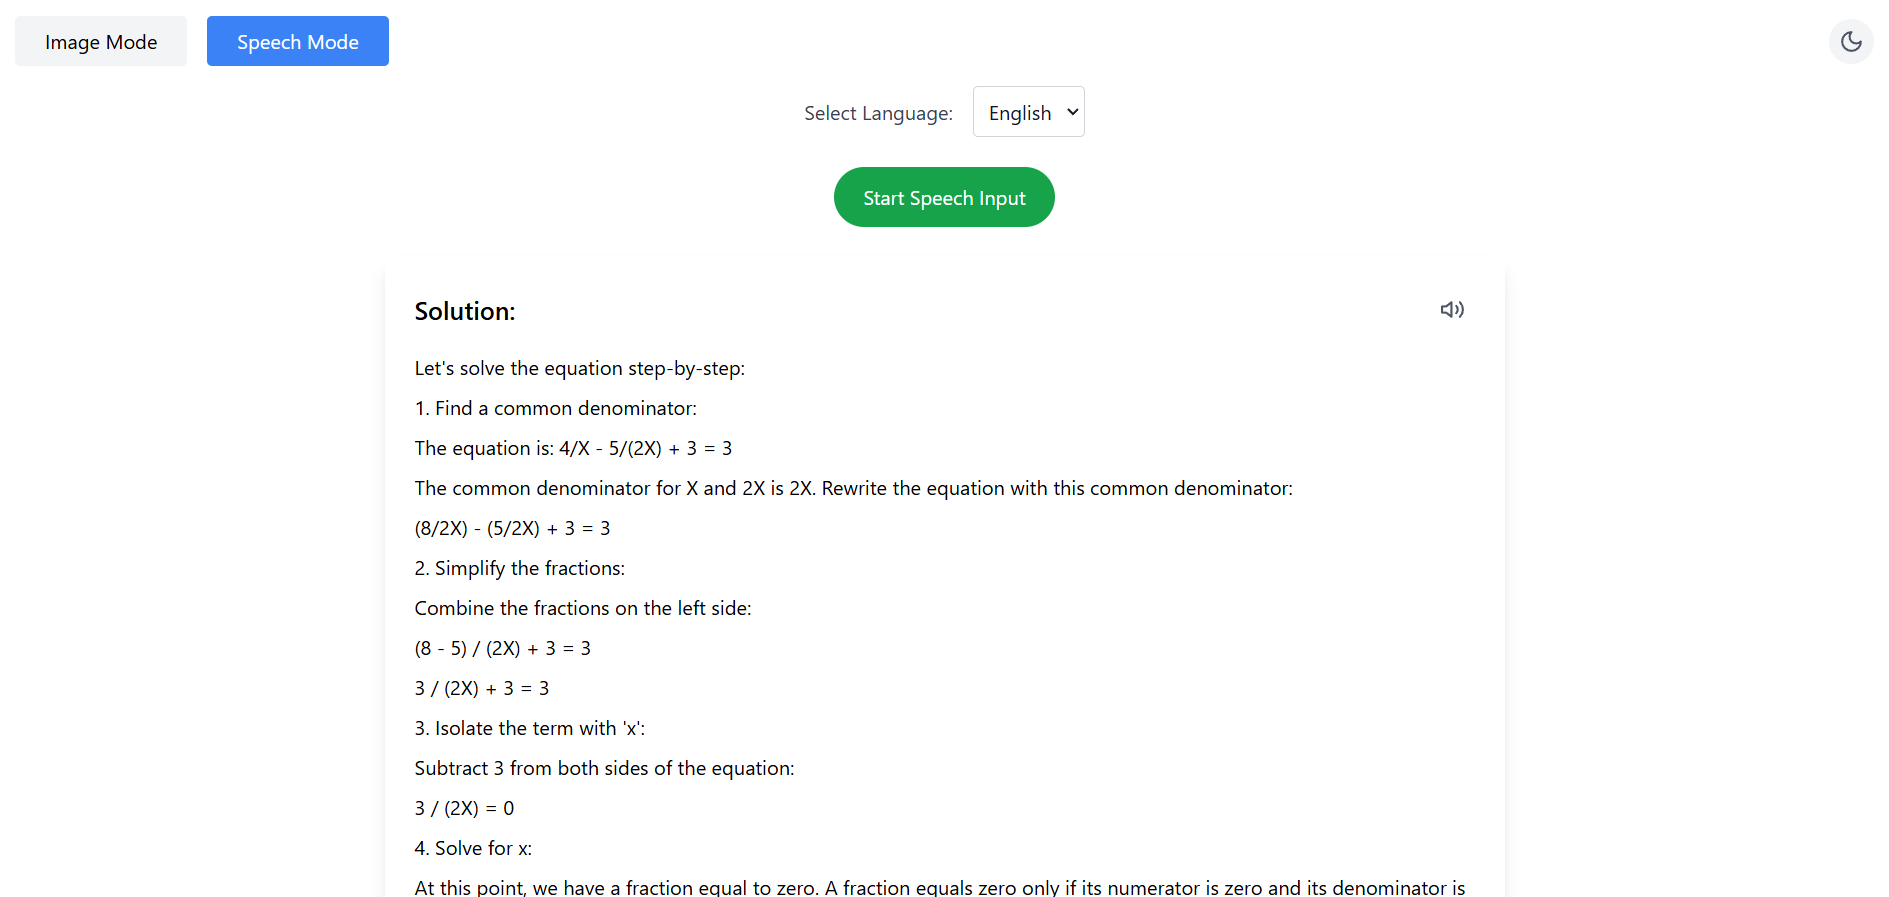 Image Mode
Speech Mode
Select Language:
English
Start Speech Input
Solution:
Let's solve the equation step-by-step:
1. Find a common denominator:
The equation is: 4/X - 5/(2X) + 3 = 3
The common denominator for X and 2X is 2X. Rewrite the equation with this common denominator:
(8/2X) - (5/2X) + 3 = 3
2. Simplify the fractions:
Combine the fractions on the left side:
(8 - 5) / (2X) + 3 = 3
3 / (2X) + 3 = 3
3. Isolate the term with 'x':
Subtract 3 from both sides of the equation:
3 / (2X) = 0
4. Solve for x:
At this point, we have a fraction equal to zero. A fraction equals zero only if its numerator is zero and its denominator is